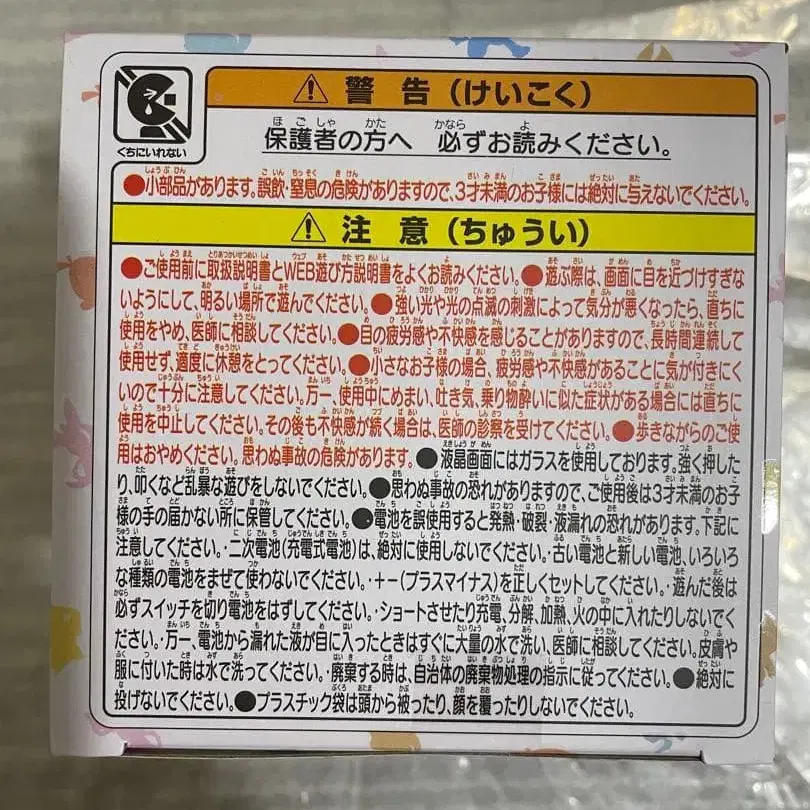 くちにいれない
⚠ 警告（けいこく）
保護者の方へ 必ずお読みください。
●小部品があります。誤飲・窒息の危険がありますので、3才未満のお子様には絶対に与えないでください。
⚠ 注意（ちゅうい）
●ご使用前に取扱説明書とWEB遊び方説明書をよくお読みください。●遊ぶ際は、画面に目を近づけすぎな
いようにして、明るい場所で遊んでください。●強い光や光の点滅の刺激によって気分が悪くなったら、直ちに
使用をやめ、医師に相談してください。●目の疲労感や不快感を感じることがありますので、長時間連続して
使用せず、適度に休憩をとってください。●小さなお子様の場合、疲労感や不快感があることに気が付きにく
いので十分に注意してください。万一、使用中にめまい、吐き気、乗り物酔いに似た症状がある場合には直ちに
使用を中止してください。その後も不快感が続く場合は、医師の診察を受けてください。●歩きながらのご使
用はおやめください。思わぬ事故の危険があります。●液晶画面にはガラスを使用しております。強く押した
り、叩くなど乱暴な遊びをしないでください。●思わぬ事故の恐れがありますので、ご使用後は3才未満のお子
様の手の届かない所に保管してください。●電池を誤使用すると発熱・破裂・液漏れの恐れがあります。下記に
注意してください。・二次電池（充電式電池）は、絶対に使用しないでください。・古い電池と新しい電池、いろいろ
な種類の電池をまぜて使わないでください。・＋−（プラスマイナス）を正しくセットしてください。・遊んだ後は
必ずスイッチを切り電池をはずしてください。・ショートさせたり充電、分解、加熱、火の中に入れたりしないでく
ださい。・万一、電池から漏れた液が目に入ったときはすぐに大量の水で洗い、医師に相談してください。皮膚や
服に付いた時は水で洗ってください。・廃棄する時は、自治体の廃棄物処理の指示に従ってください。●絶対に
投げないでください。●プラスチック袋は頭から被ったり、顔を覆ったりしないでください。